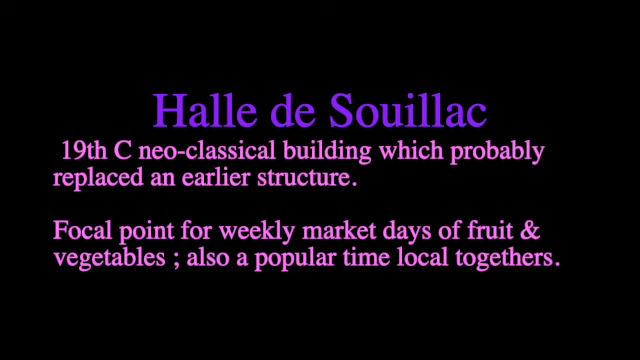 Halle de Souillac
19th C neo-classical building which probably
replaced an earlier structure.
Focal point for weekly market days of fruit &
vegetables ; also a popular time local togethers.